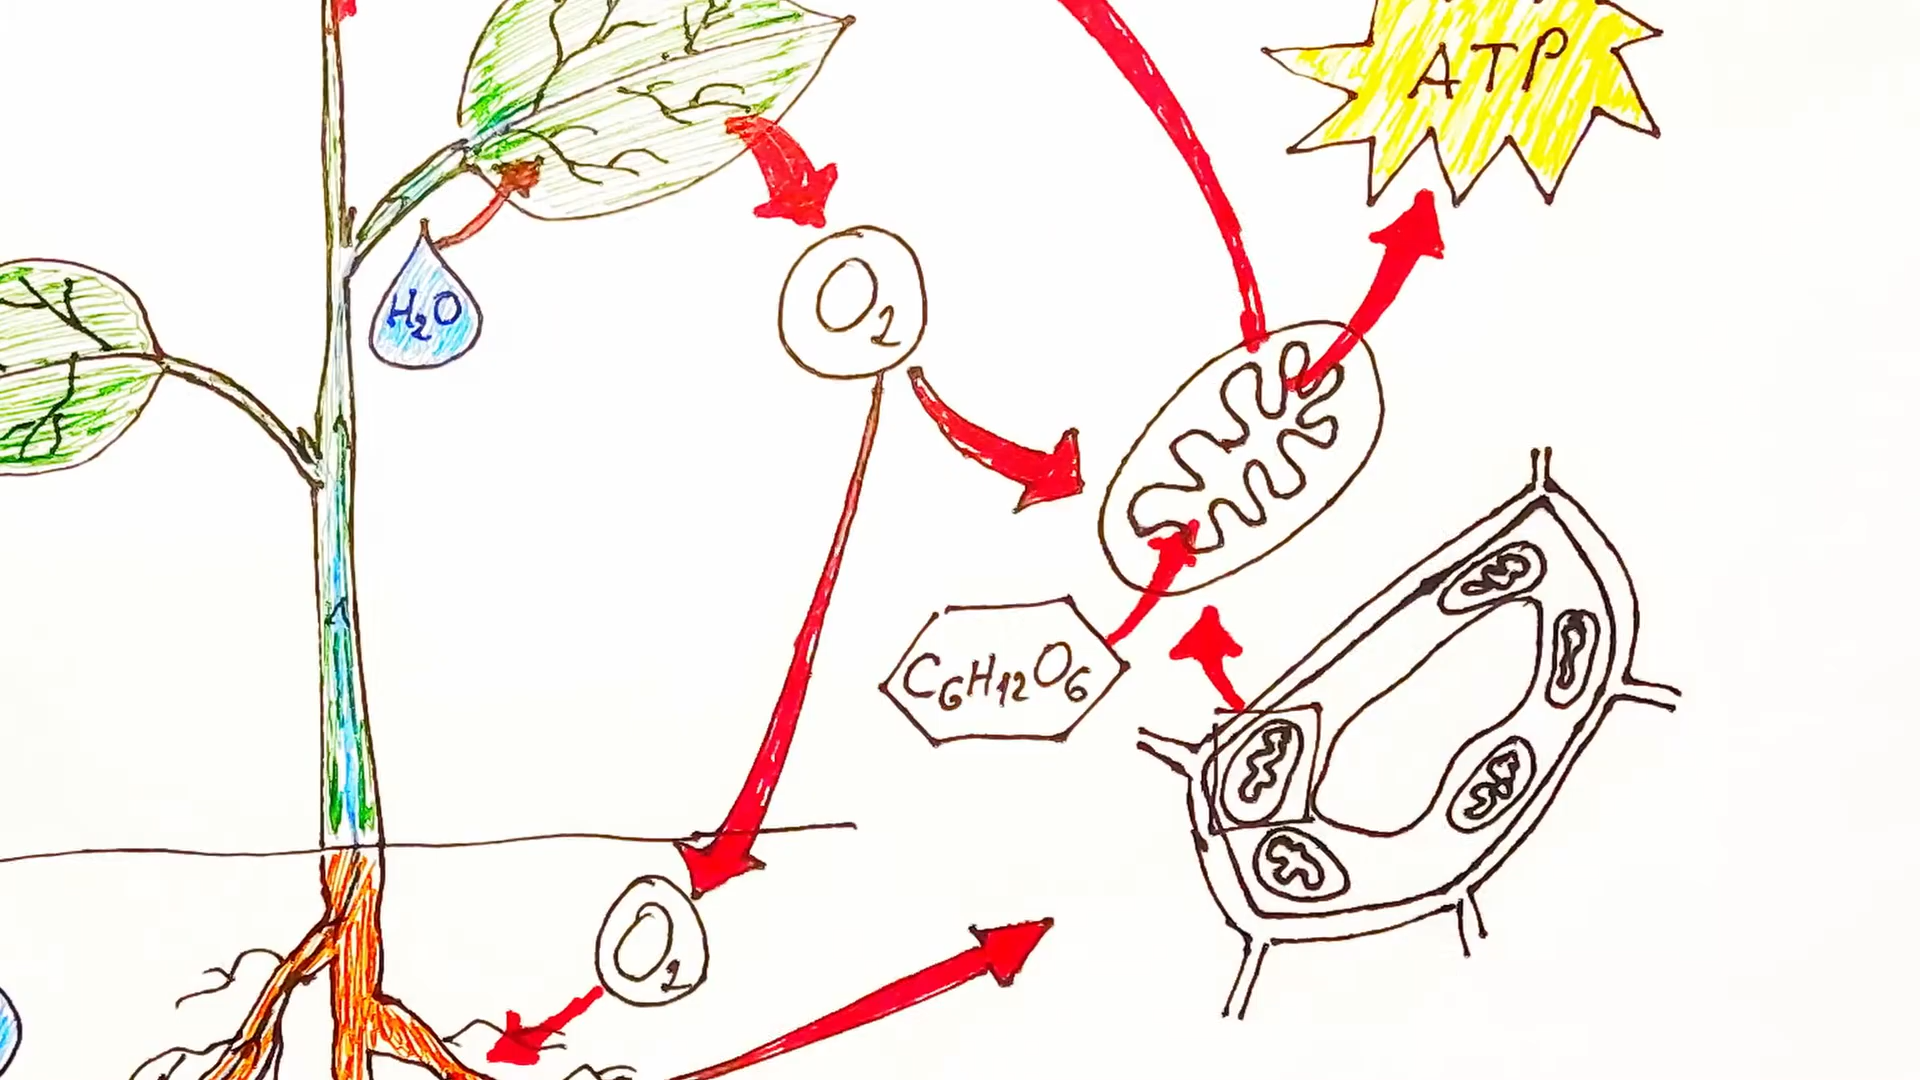 ATP
H₂O
O₂
C₆H₁₂O₆
O₂